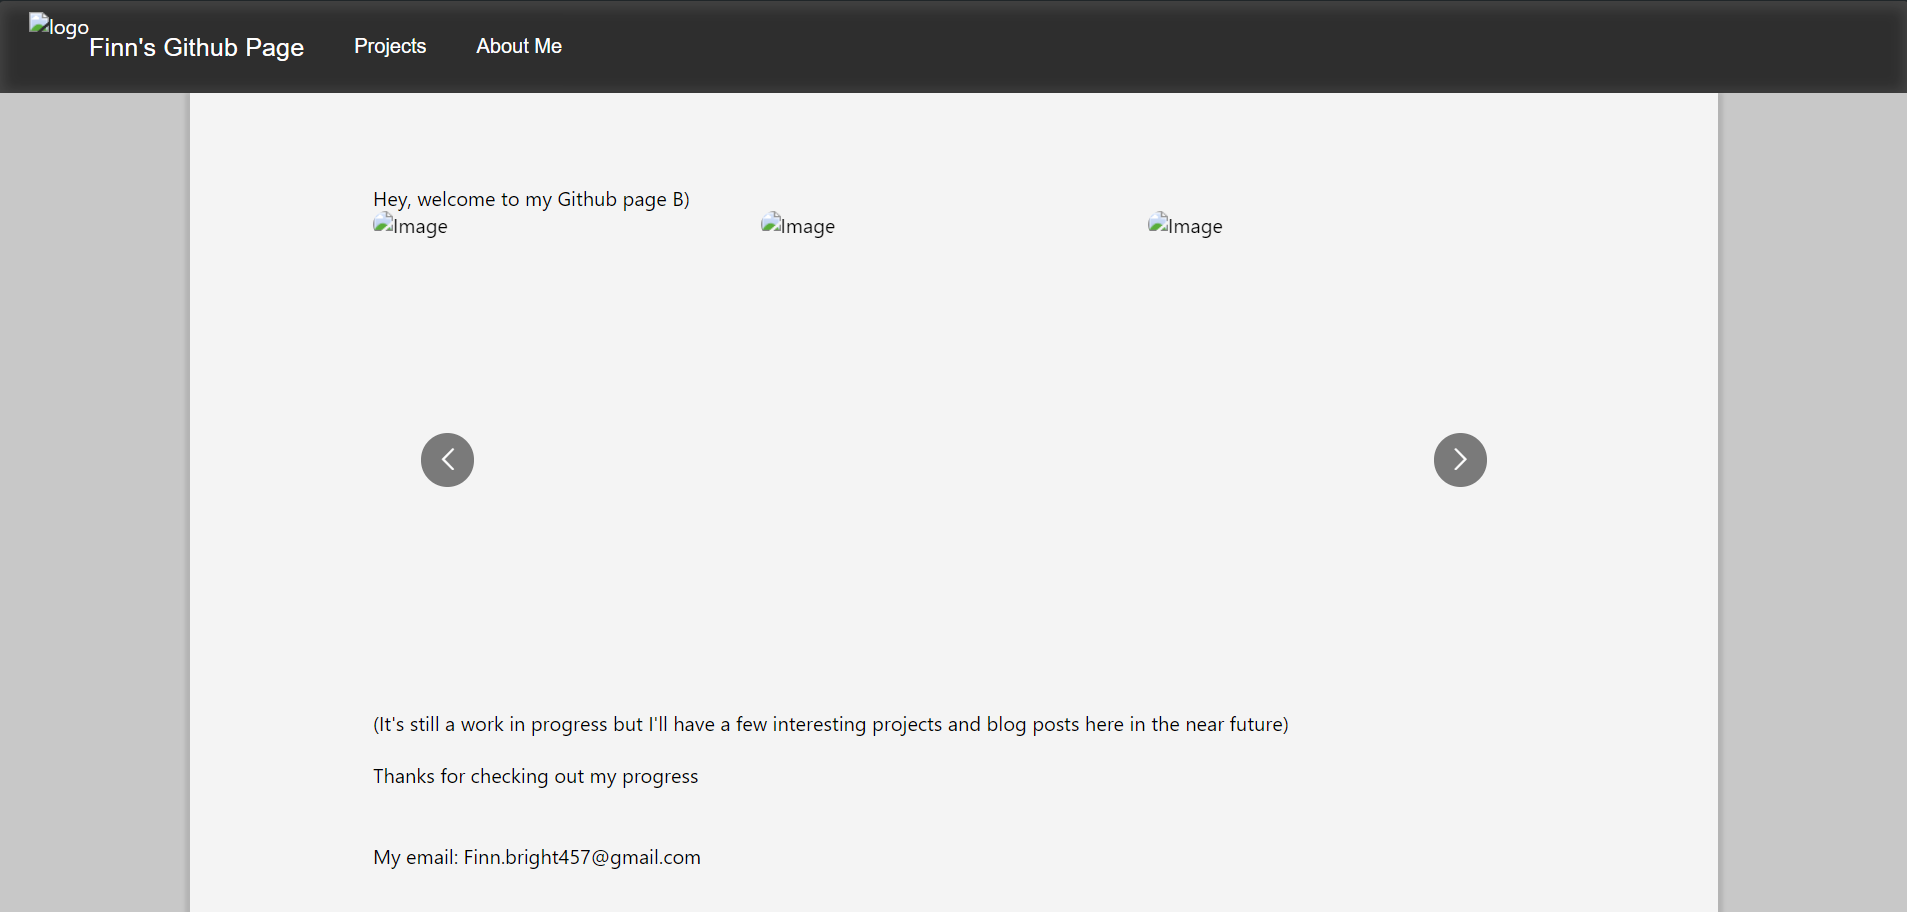 logo
Finn's Github Page
Projects
About Me
Hey, welcome to my Github page B)
Image
Image
Image
(It's still a work in progress but I'll have a few interesting projects and blog posts here in the near future)
Thanks for checking out my progress
My email: Finn.bright457@gmail.com